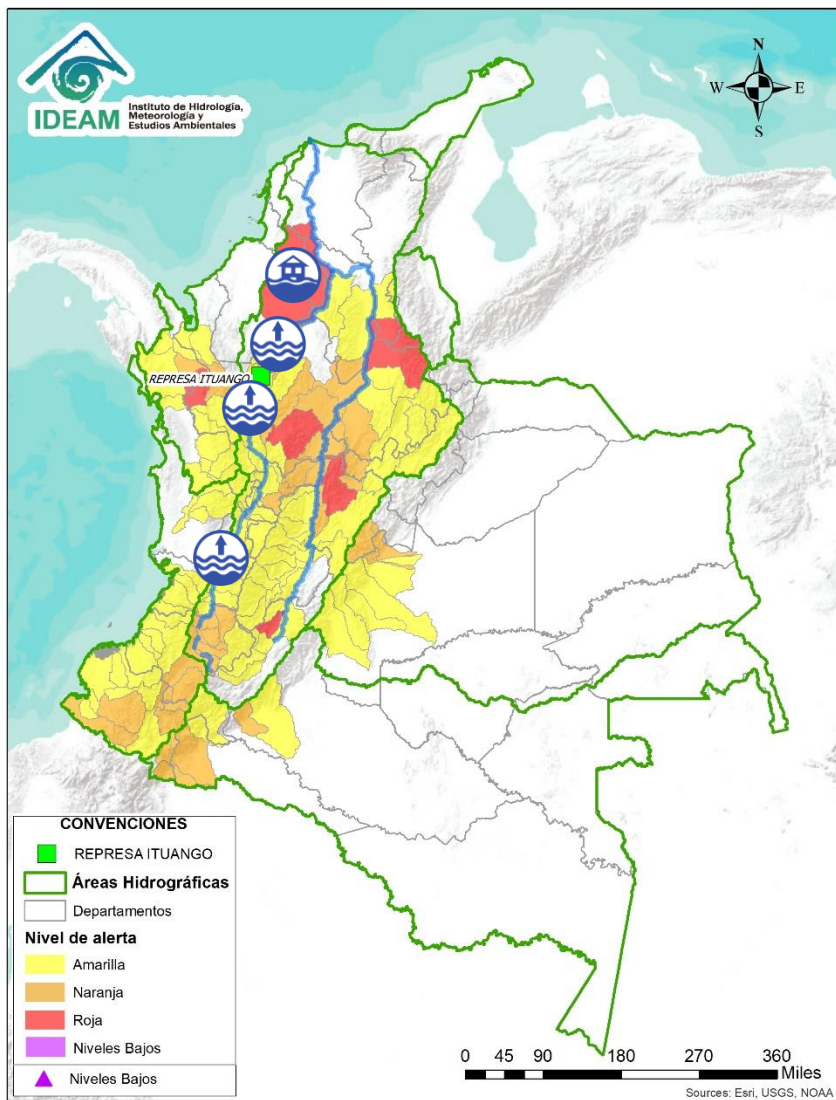 IDEAM
Instituto de Hidrología,
Meteorología y
Estudios Ambientales
N
W
E
S
REPRESA ITUANGO
CONVENCIONES
REPRESA ITUANGO
Áreas Hidrográficas
Departamentos
Nivel de alerta
Amarilla
Naranja
Roja
Niveles Bajos
Niveles Bajos
0 45 90 180 270 360
Miles
Sources: Esri, USGS, NOAA